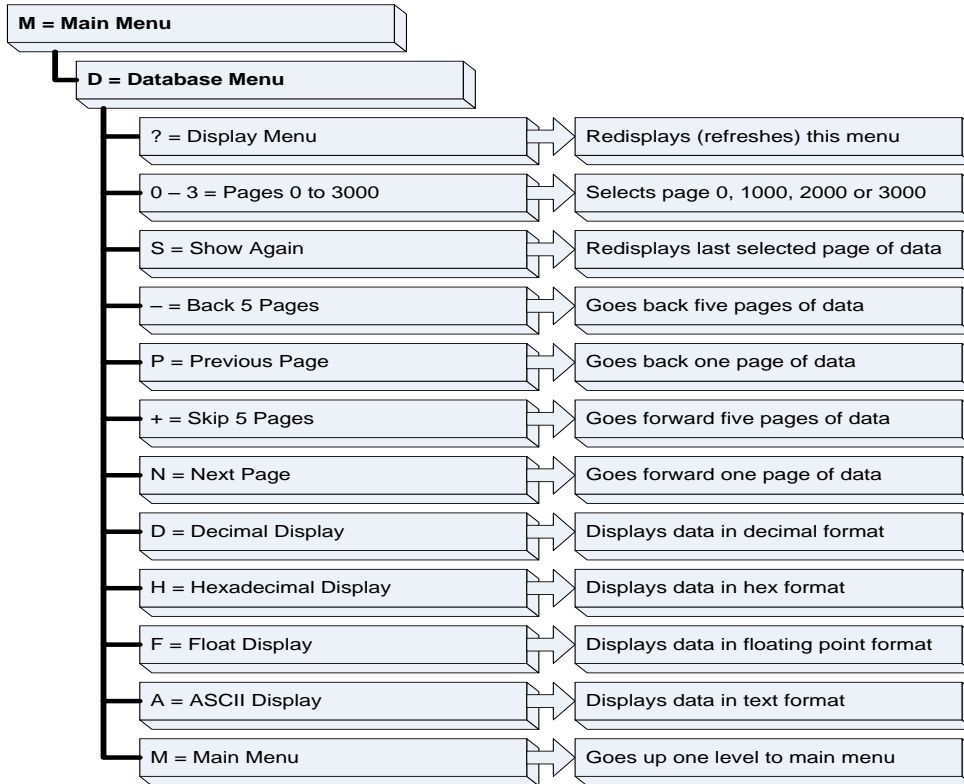 M = Main Menu
D = Database Menu
? = Display Menu
Redisplays (refreshes) this menu
0 – 3 = Pages 0 to 3000
Selects page 0, 1000, 2000 or 3000
S = Show Again
Redisplays last selected page of data
– = Back 5 Pages
Goes back five pages of data
P = Previous Page
Goes back one page of data
+ = Skip 5 Pages
Goes forward five pages of data
N = Next Page
Goes forward one page of data
D = Decimal Display
Displays data in decimal format
H = Hexadecimal Display
Displays data in hex format
F = Float Display
Displays data in floating point format
A = ASCII Display
Displays data in text format
M = Main Menu
Goes up one level to main menu